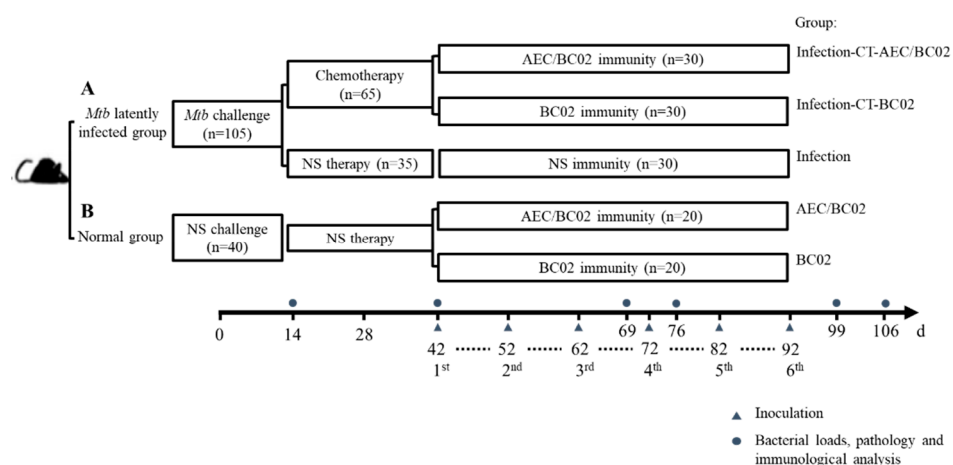 Group:
AEC/BC02 immunity (n=30)
Infection-CT-AEC/BC02
Chemotherapy
(n=65)
A
Mtb latently
infected group
Mtb challenge
(n=105)
BC02 immunity (n=30)
Infection-CT-BC02
NS therapy (n=35)
NS immunity (n=30)
Infection
B
Normal group
NS challenge
(n=40)
NS therapy
AEC/BC02 immunity (n=20)
AEC/BC02
BC02 immunity (n=20)
BC02
0 14 28 69 76 99 106 d
42 ········ 52 ········ 62 ········ 72 ········ 82 ········ 92
1st 2nd 3rd 4th 5th 6th
Inoculation
Bacterial loads, pathology and
immunological analysis